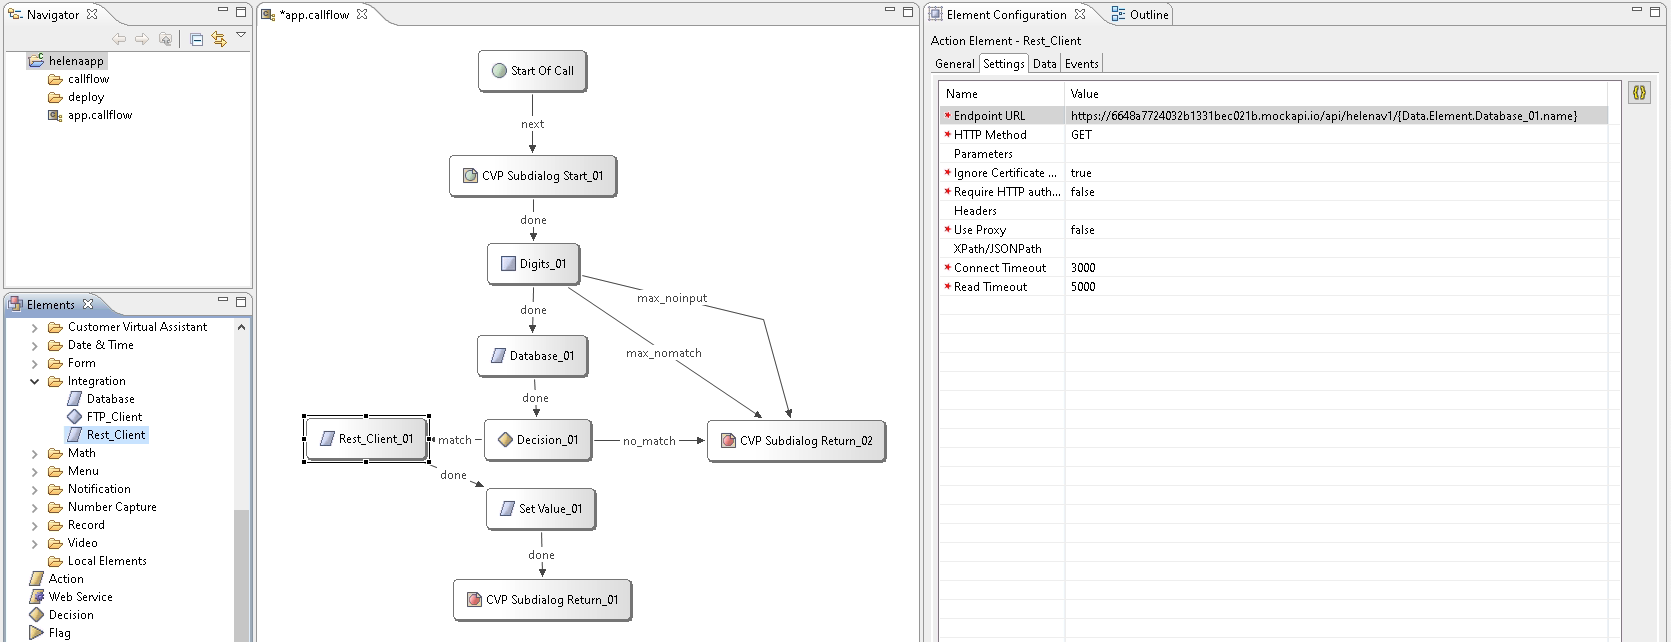 Navigator
helenaapp
callflow
deploy
app.callflow
Elements
Customer Virtual Assistant
Date & Time
Form
Integration
Database
FTP_Client
Rest_Client
Math
Menu
Notification
Number Capture
Record
Video
Local Elements
Action
Web Service
Decision
Flag
*app.callflow
Start Of Call
next
CVP Subdialog Start_01
done
Digits_01
max_noinput
done
max_nomatch
Database_01
done
Rest_Client_01
match
Decision_01
no_match
CVP Subdialog Return_02
done
Set Value_01
done
CVP Subdialog Return_01
Element Configuration
Outline
Action Element - Rest_Client
General Settings Data Events
Name Value
* Endpoint URL https://6648a7724032b1331bec021b.mockapi.io/api/helenav1/{Data.Element.Database_01.name}
* HTTP Method GET
Parameters
* Ignore Certificate ... true
* Require HTTP auth... false
Headers
* Use Proxy false
XPath/JSONPath
* Connect Timeout 3000
* Read Timeout 5000